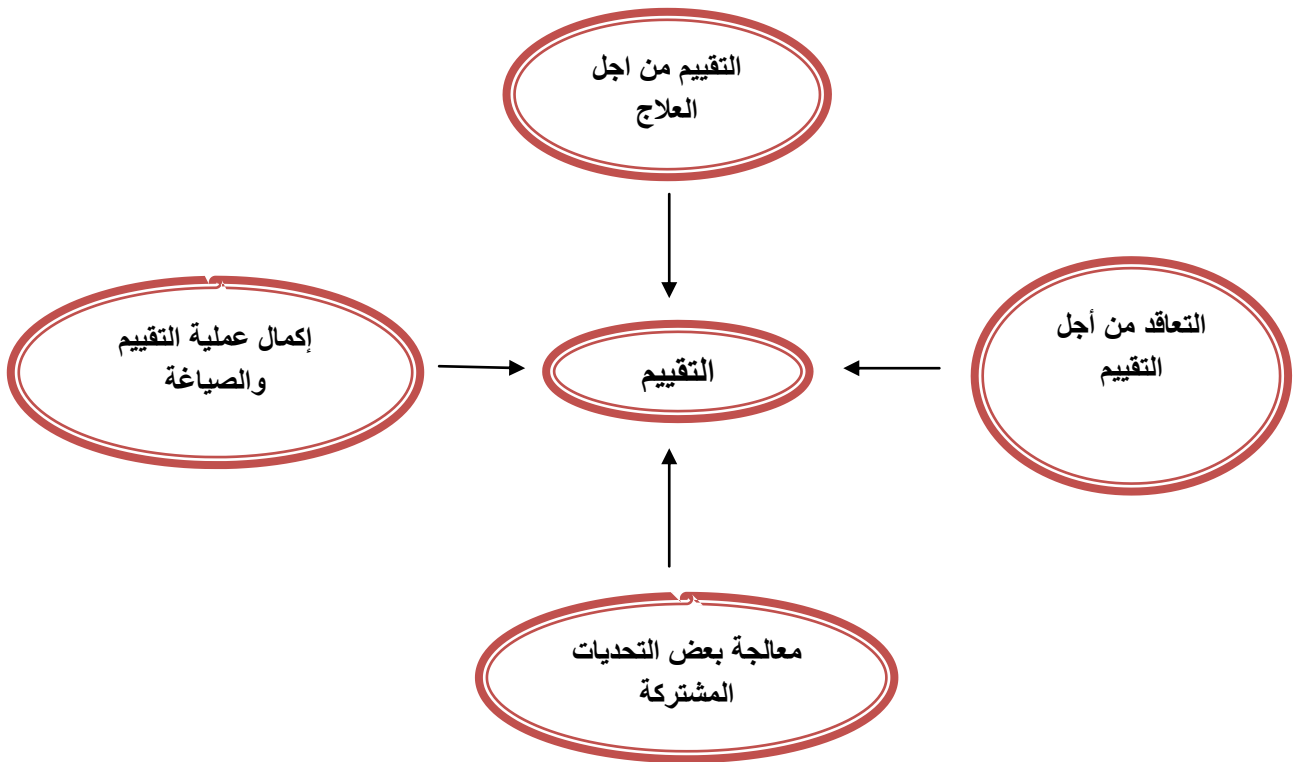 التقييم من اجل
العلاج
التعاقد من أجل
التقييم
التقييم
إكمال عملية التقييم
والصياغة
معالجة بعض التحديات
المشتركة